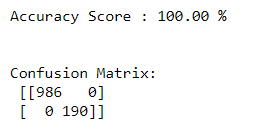 Accuracy Score : 100.00 %
Confusion Matrix:
[[986   0]
[  0 190]]